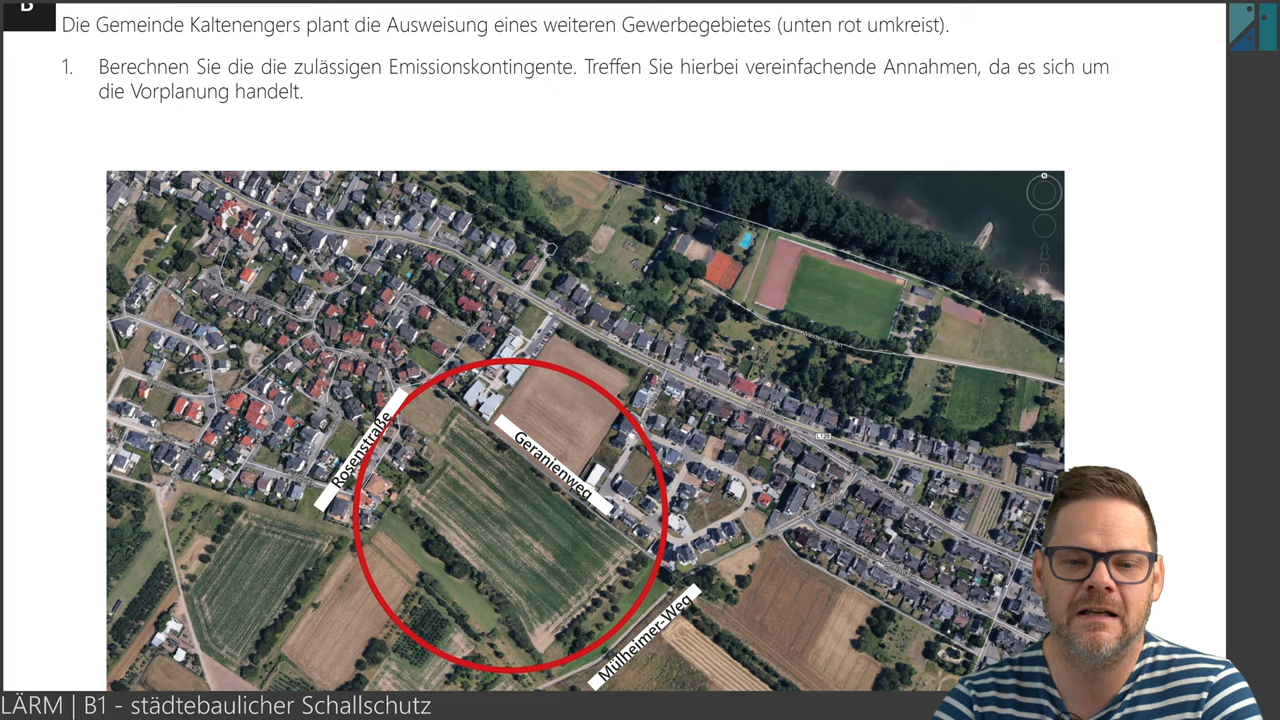 B
Die Gemeinde Kaltenengers plant die Ausweisung eines weiteren Gewerbegebietes (unten rot umkreist).
1. Berechnen Sie die die zulässigen Emissionskontingente. Treffen Sie hierbei vereinfachende Annahmen, da es sich um
die Vorplanung handelt.
Rosenstraße
Geranienweg
L126
Mülheimer-Weg
LÄRM | B1 - städtebaulicher Schallschutz